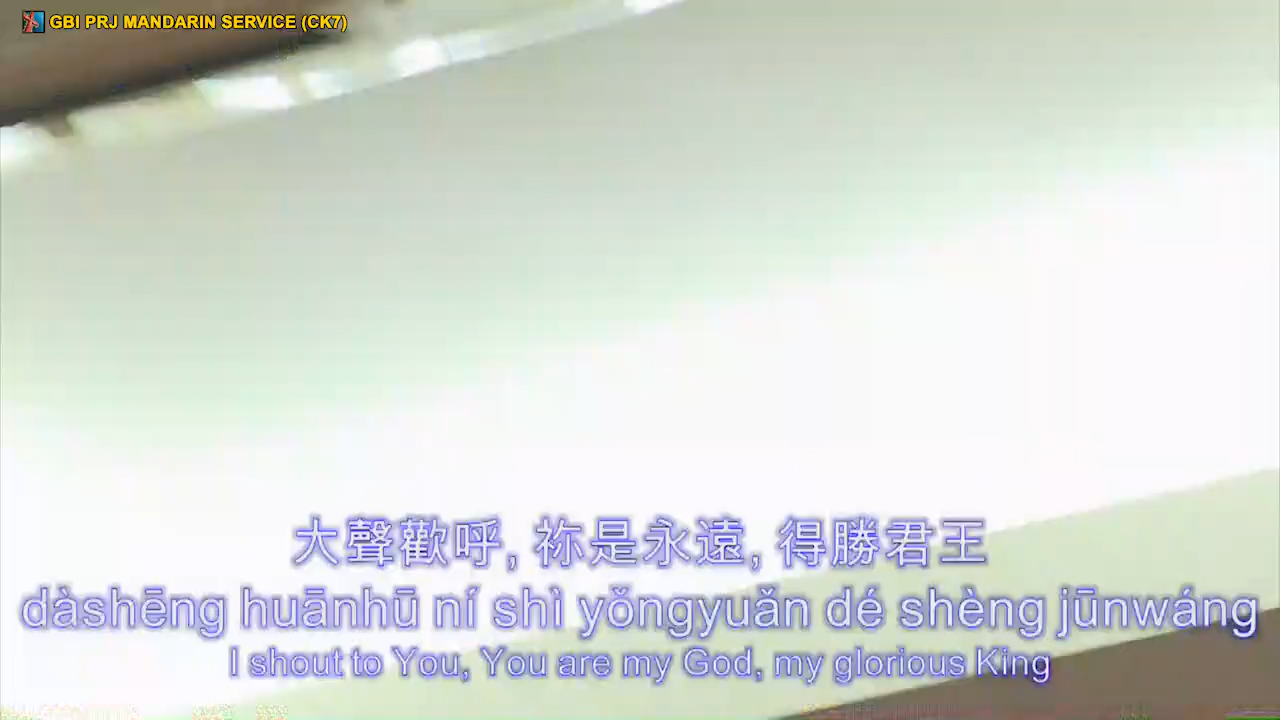 GBI PRJ MANDARIN SERVICE (CK7)
大聲歡呼, 祢是永遠, 得勝君王
dàshēng huānhū ní shì yǒngyuǎn dé shèng jūnwáng
I shout to You, You are my God, my glorious King